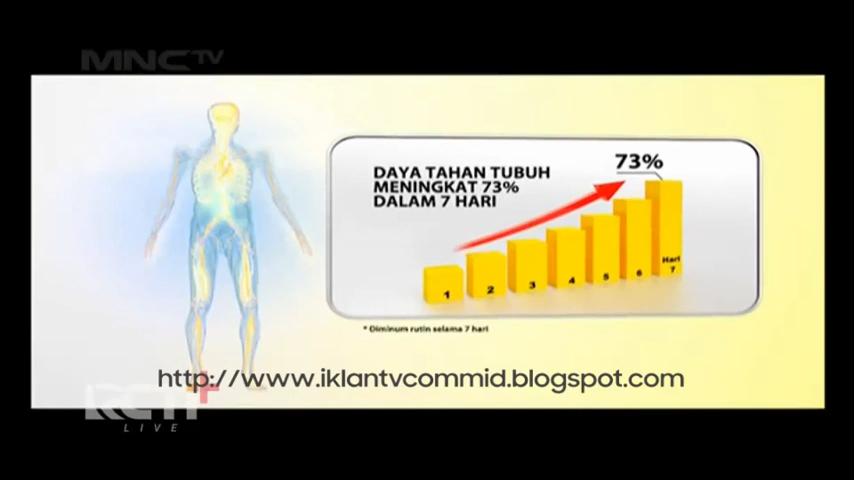 MNCTV
73%
DAYA TAHAN TUBUH
MENINGKAT 73%
DALAM 7 HARI
1 2 3 4 5 6 Hari 7
* Diminum rutin selama 7 hari
http://www.iklantvcommid.blogspot.com
RCTI+
LIVE